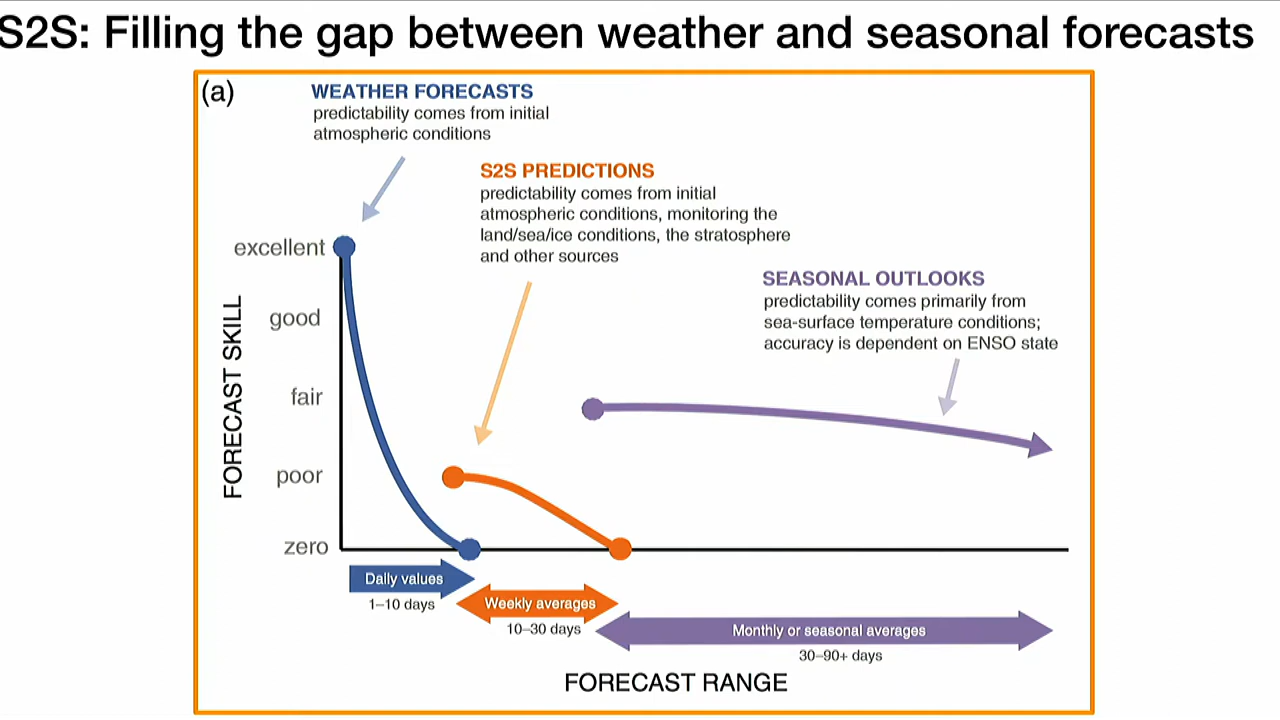 S2S: Filling the gap between weather and seasonal forecasts
(a)
WEATHER FORECASTS
predictability comes from initial
atmospheric conditions
S2S PREDICTIONS
predictability comes from initial
atmospheric conditions, monitoring the
land/sea/ice conditions, the stratosphere
and other sources
SEASONAL OUTLOOKS
predictability comes primarily from
sea-surface temperature conditions;
accuracy is dependent on ENSO state
FORECAST SKILL
excellent
good
fair
poor
zero
Daily values
1–10 days
Weekly averages
10–30 days
Monthly or seasonal averages
30–90+ days
FORECAST RANGE